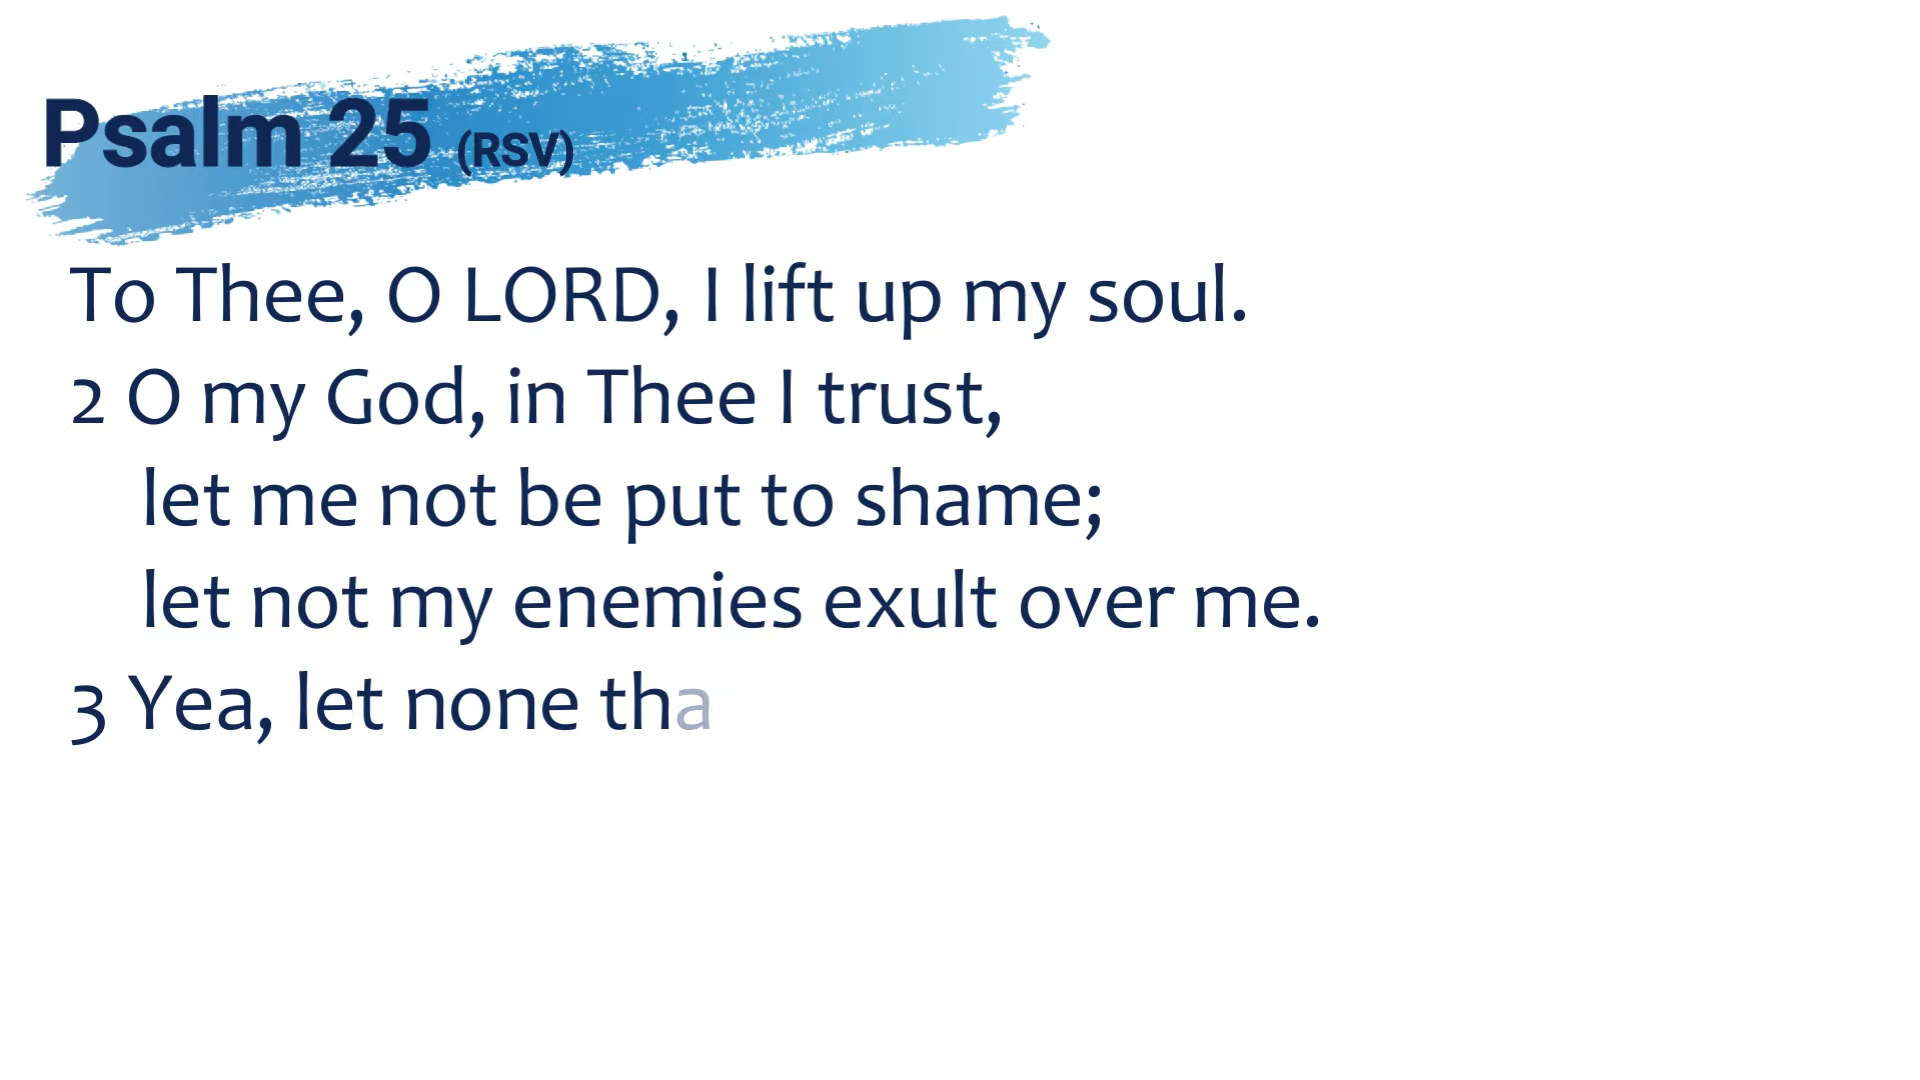 Psalm 25 (RSV)
To Thee, O LORD, I lift up my soul.
2 O my God, in Thee I trust,
let me not be put to shame;
let not my enemies exult over me.
3 Yea, let none tha